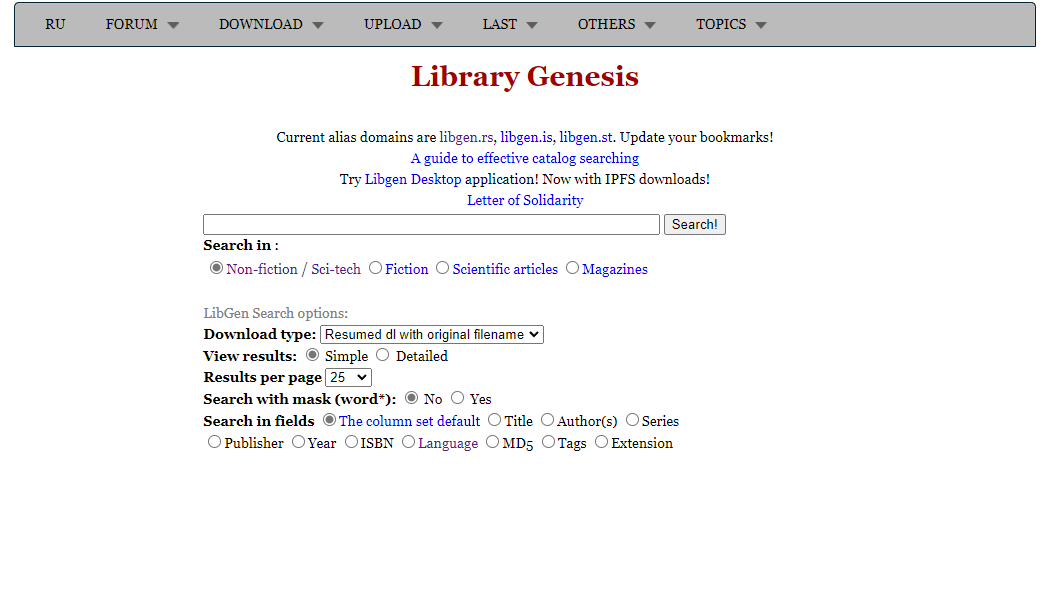 RU FORUM DOWNLOAD UPLOAD LAST OTHERS TOPICS
Library Genesis
Current alias domains are libgen.rs, libgen.is, libgen.st. Update your bookmarks!
A guide to effective catalog searching
Try Libgen Desktop application! Now with IPFS downloads!
Letter of Solidarity
Search!
Search in :
Non-fiction / Sci-tech Fiction Scientific articles Magazines
LibGen Search options:
Download type: Resumed dl with original filename
View results: Simple Detailed
Results per page 25
Search with mask (word*): No Yes
Search in fields The column set default Title Author(s) Series
Publisher Year ISBN Language MD5 Tags Extension